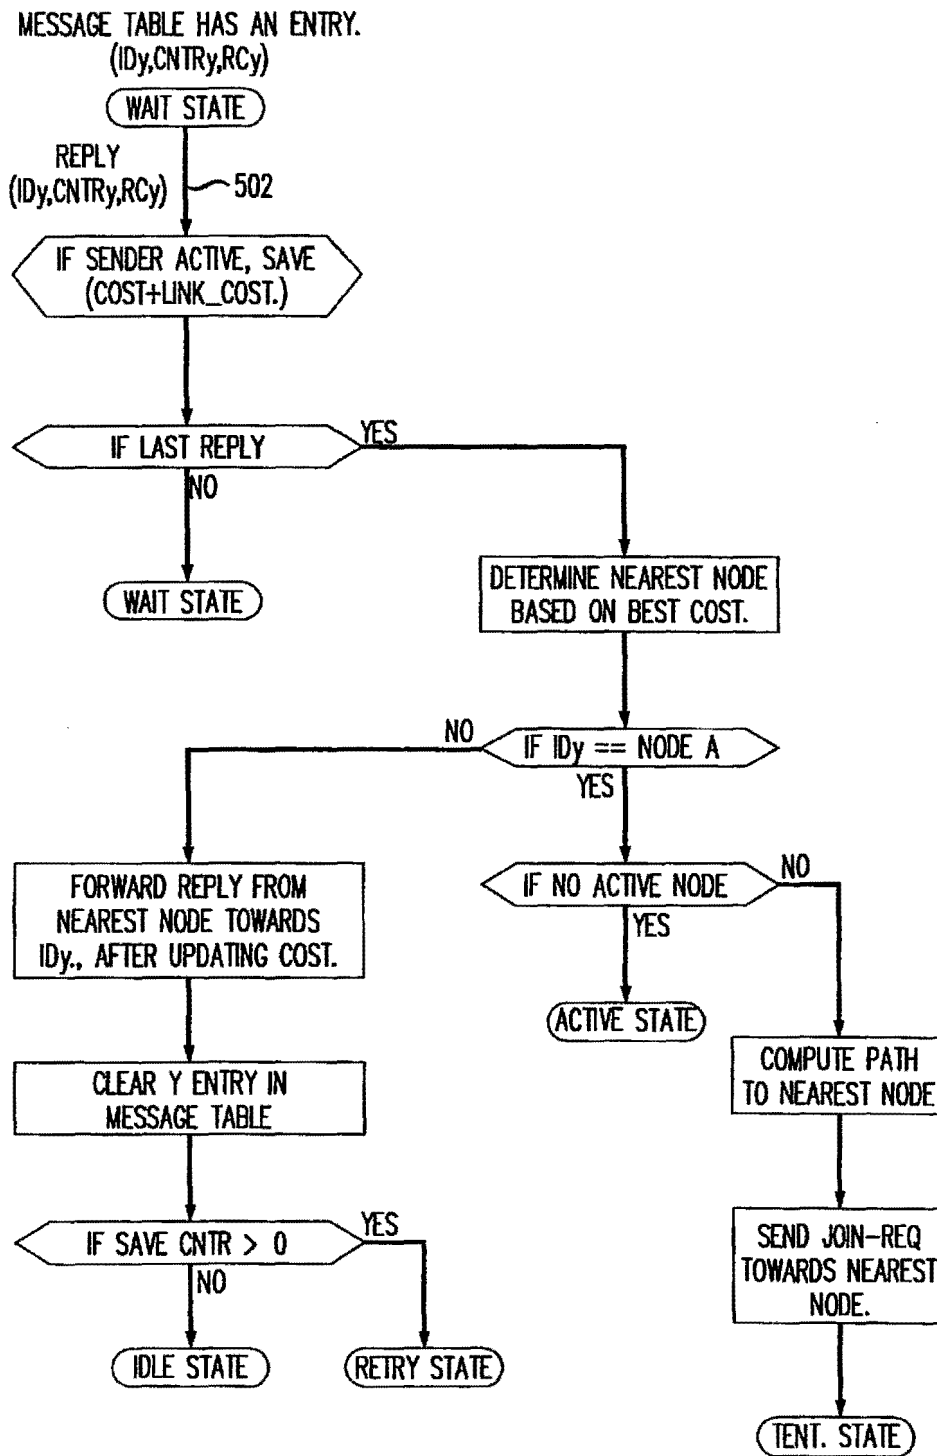 MESSAGE TABLE HAS AN ENTRY.
(IDy,CNTRy,RCy)
WAIT STATE
REPLY
(IDy,CNTRy,RCy)
502
IF SENDER ACTIVE, SAVE
(COST+LINK_COST.)
IF LAST REPLY
YES
NO
WAIT STATE
DETERMINE NEAREST NODE
BASED ON BEST COST.
IF IDy == NODE A
NO
YES
FORWARD REPLY FROM
NEAREST NODE TOWARDS
IDy., AFTER UPDATING COST.
IF NO ACTIVE NODE
NO
YES
ACTIVE STATE
COMPUTE PATH
TO NEAREST NODE
CLEAR Y ENTRY IN
MESSAGE TABLE
IF SAVE CNTR > 0
YES
NO
SEND JOIN-REQ
TOWARDS NEAREST
NODE.
IDLE STATE
RETRY STATE
TENT. STATE